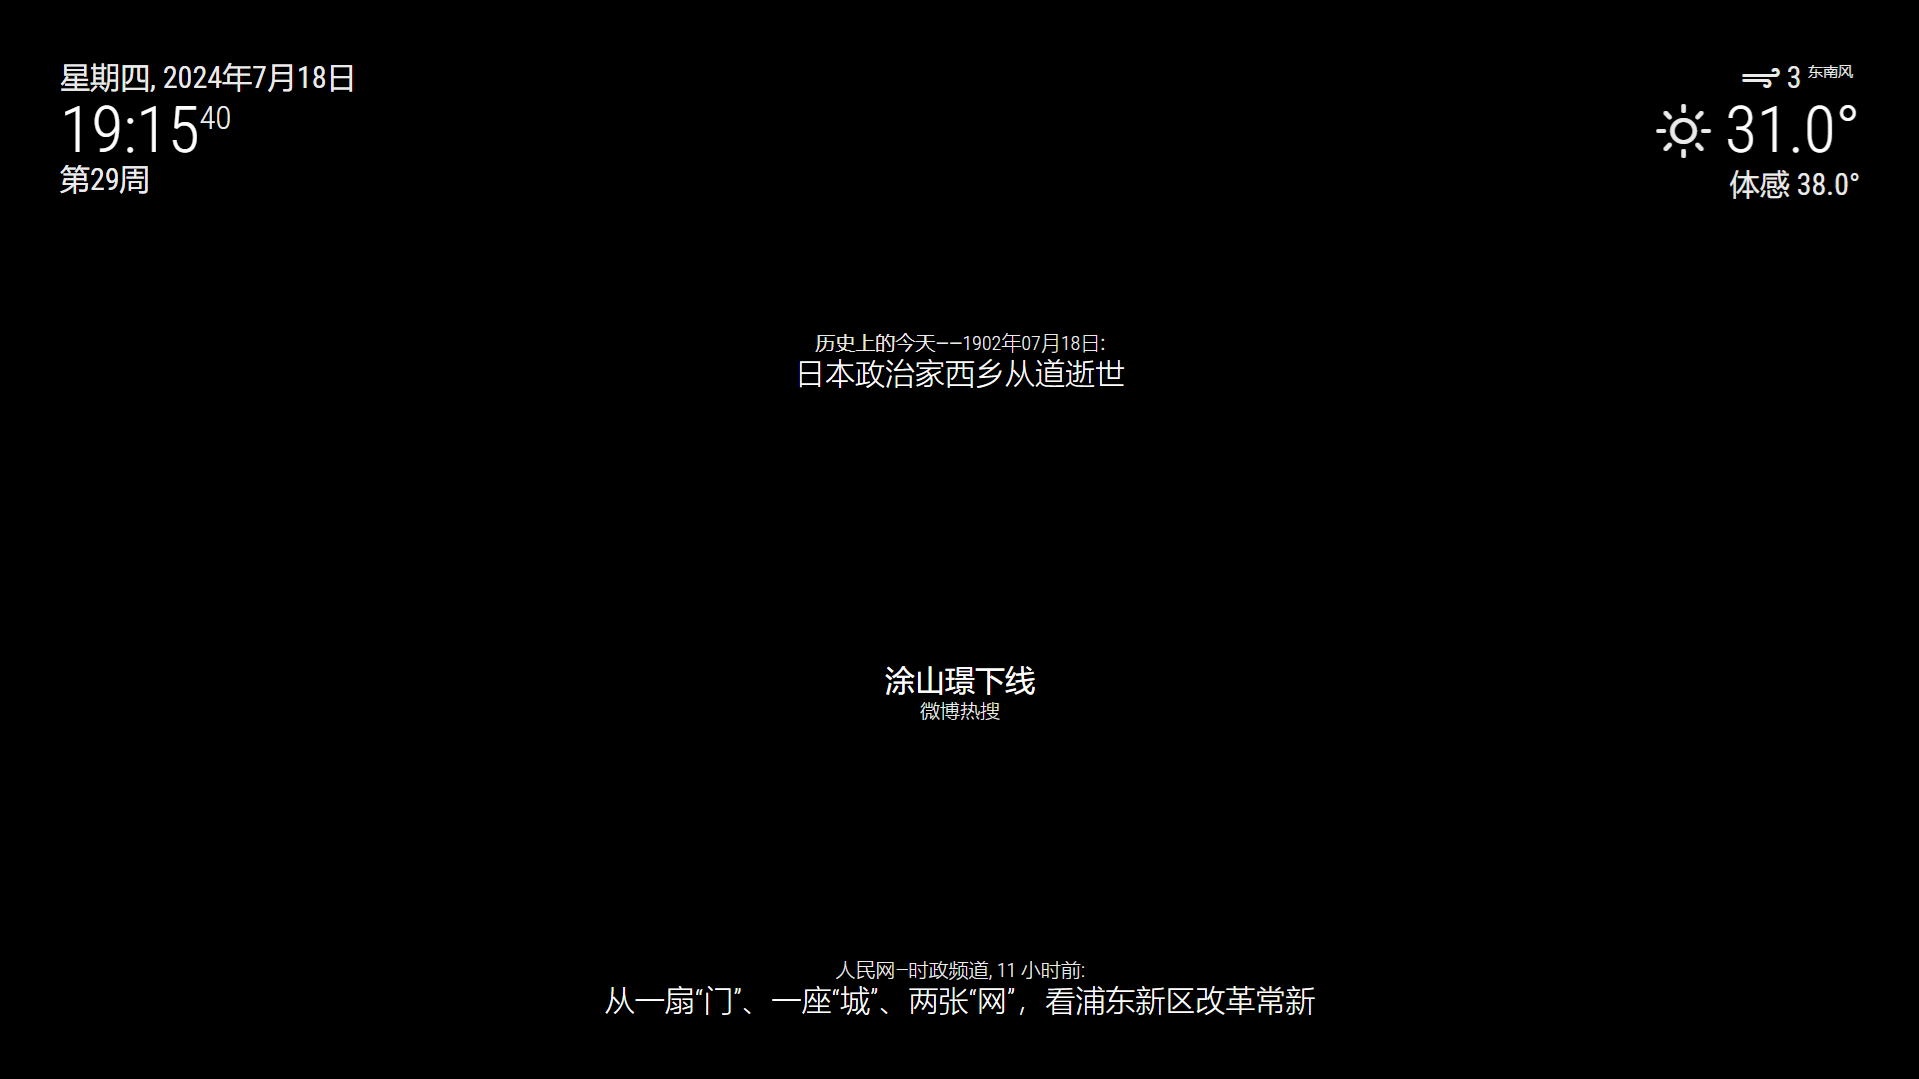 星期四, 2024年7月18日
19:15 40
第29周
3 东南风
31.0°
体感 38.0°
历史上的今天——1902年07月18日:
日本政治家西乡从道逝世
涂山璟下线
微博热搜
人民网—时政频道, 11 小时前:
从一扇“门”、一座“城”、两张“网”，看浦东新区改革常新